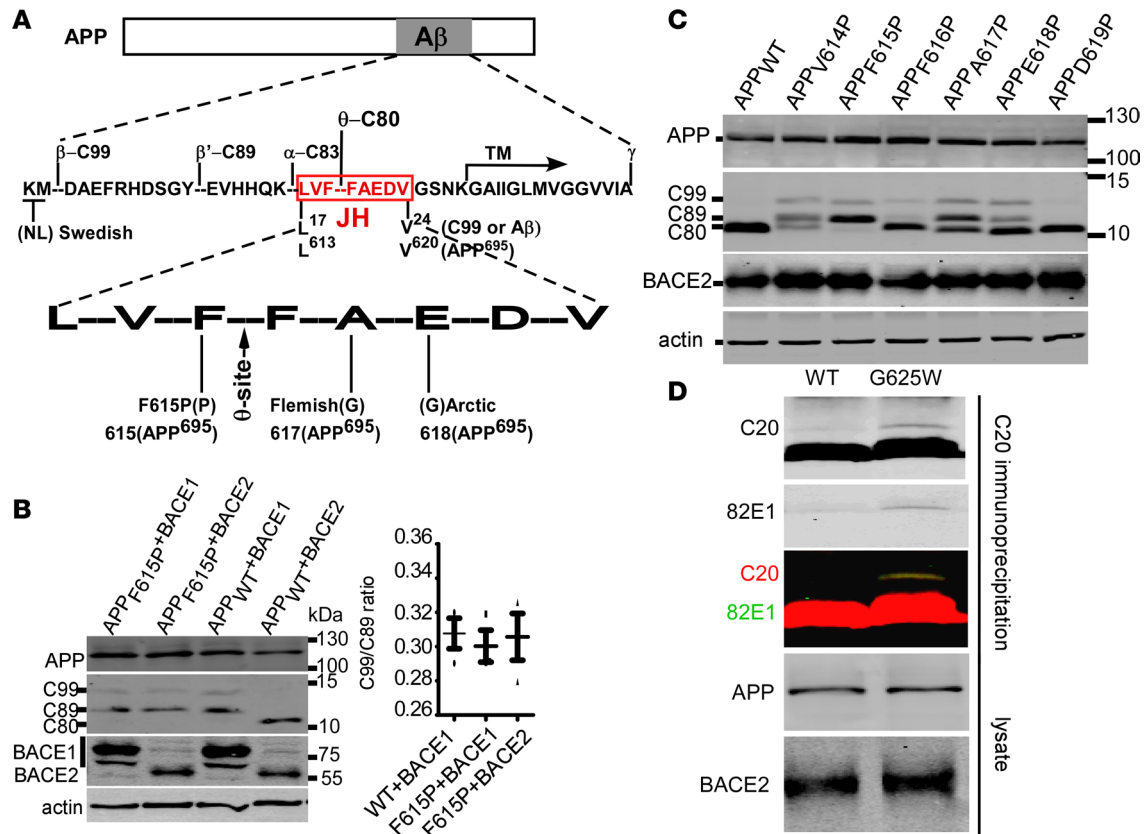 A
APP
Aβ
θ–C80
β–C99
β'–C89
α–C83
TM
γ
KM--DAEFRHDSGY--EVHHQK--LVF--FAEDV GSNKGAIIGLMVGGVVIA
(NL) Swedish
L17
JH
V24 (C99 or Aβ)
L613
V620 (APP695)
L--V--F--F--A--E--D--V
θ-site
F615P(P)
Flemish(G)
(G)Arctic
615(APP695)
617(APP695)
618(APP695)
B
APPF615P+BACE1
APPF615P+BACE2
APPWT+BACE1
APPWT+BACE2
kDa
APP
130
100
C99
15
C89
C80
10
BACE1
75
BACE2
55
actin
C99/C89 ratio
0.36
0.34
0.32
0.30
0.28
0.26
WT+BACE1
F615P+BACE1
F615P+BACE2
C
APPWT
APPV614P
APPF615P
APPF616P
APPA617P
APPE618P
APPD619P
APP
130
100
C99
15
C89
C80
10
BACE2
actin
D
WT
G625W
C20
82E1
C20
82E1
C20 immunoprecipitation
APP
BACE2
lysate